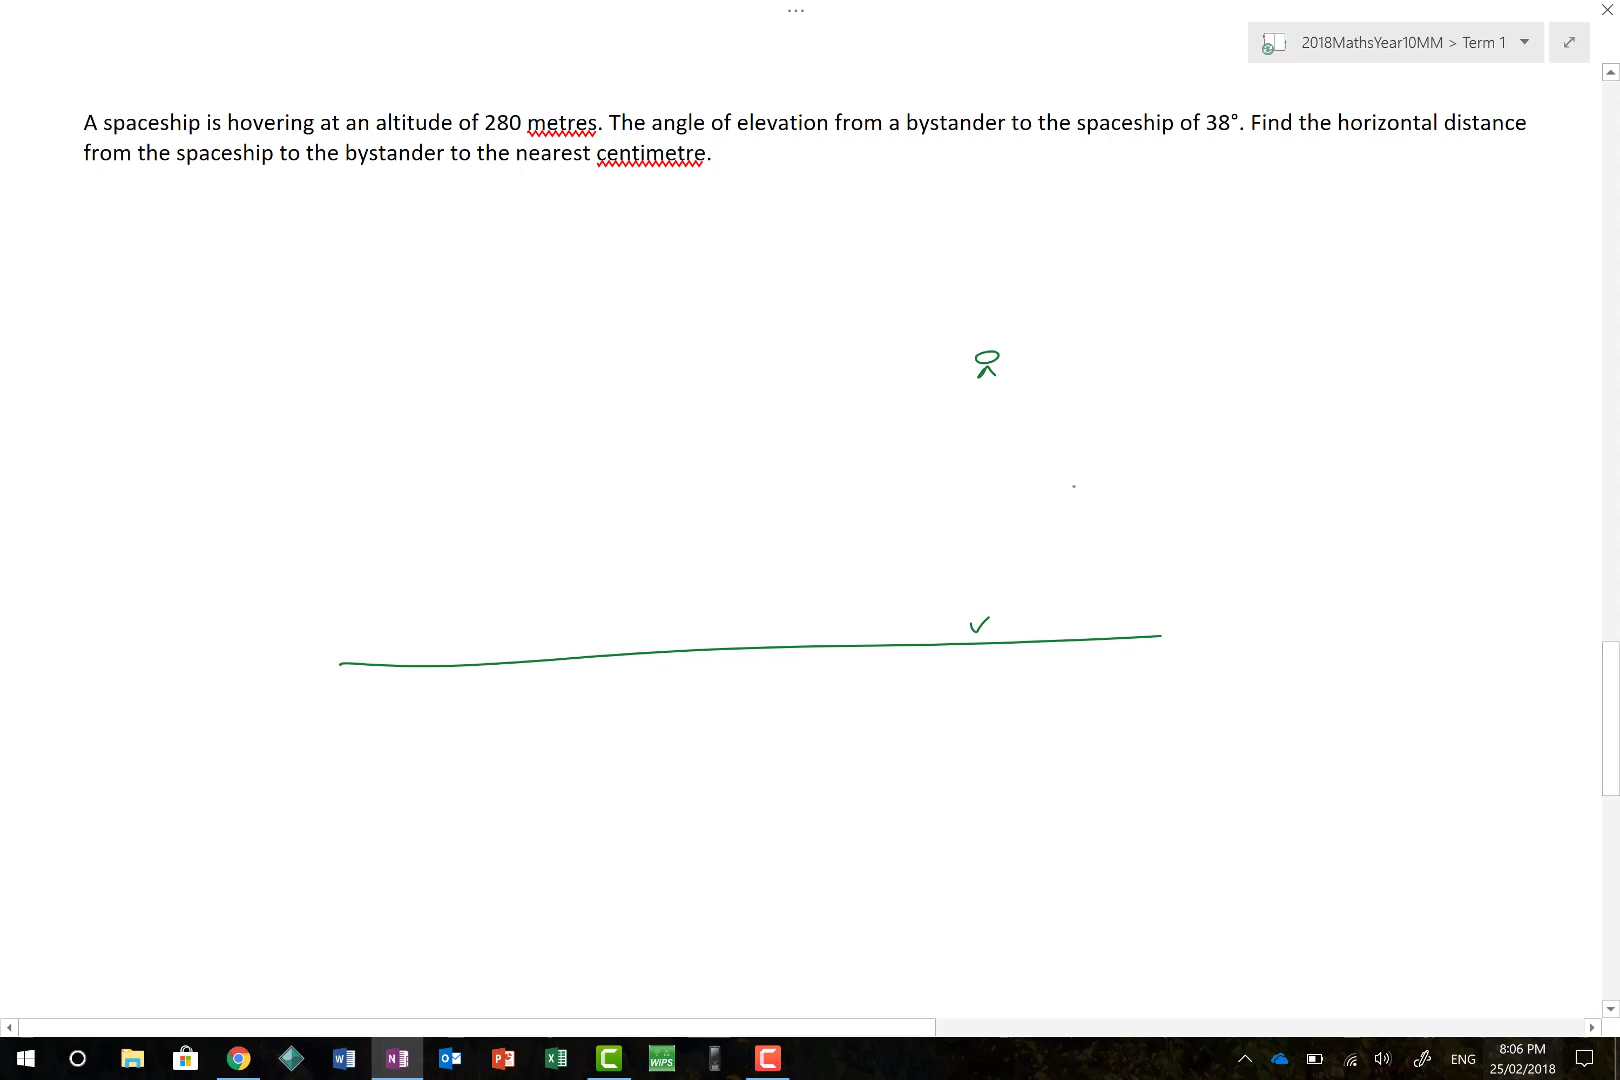 2018MathsYear10MM > Term 1
A spaceship is hovering at an altitude of 280 metres. The angle of elevation from a bystander to the spaceship of 38°. Find the horizontal distance
from the spaceship to the bystander to the nearest centimetre.
ENG
8:06 PM
25/02/2018
WiPS